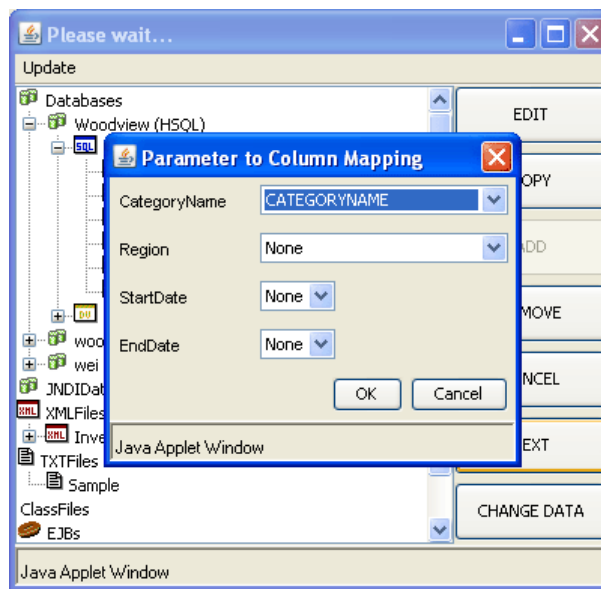 Please wait...
Update
Databases
Woodview (HSQL)
SQL
DV
woo
wei
JNDIDat
XML XMLFiles
XML Inve
TXTFiles
Sample
ClassFiles
EJBs
EDIT
OPY
ADD
MOVE
NCEL
EXT
CHANGE DATA
Parameter to Column Mapping
CategoryName CATEGORYNAME
Region None
StartDate None
EndDate None
OK Cancel
Java Applet Window
Java Applet Window